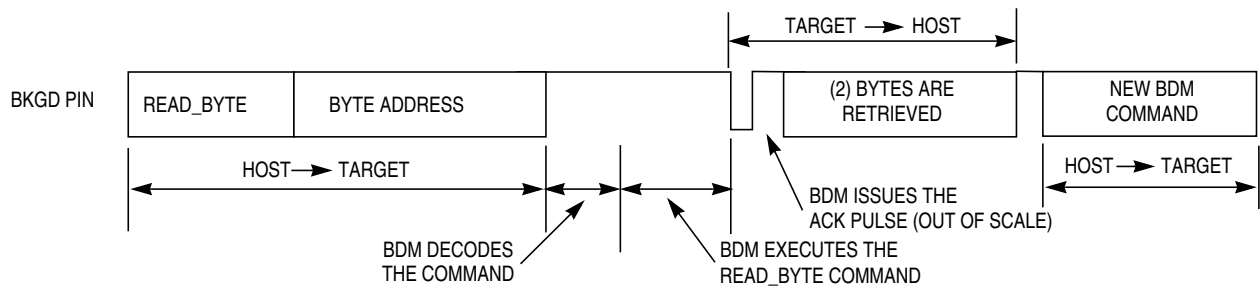 TARGET → HOST
BKGD PIN
READ_BYTE
BYTE ADDRESS
(2) BYTES ARE
RETRIEVED
NEW BDM
COMMAND
HOST → TARGET
HOST → TARGET
BDM ISSUES THE
ACK PULSE (OUT OF SCALE)
BDM DECODES
THE COMMAND
BDM EXECUTES THE
READ_BYTE COMMAND